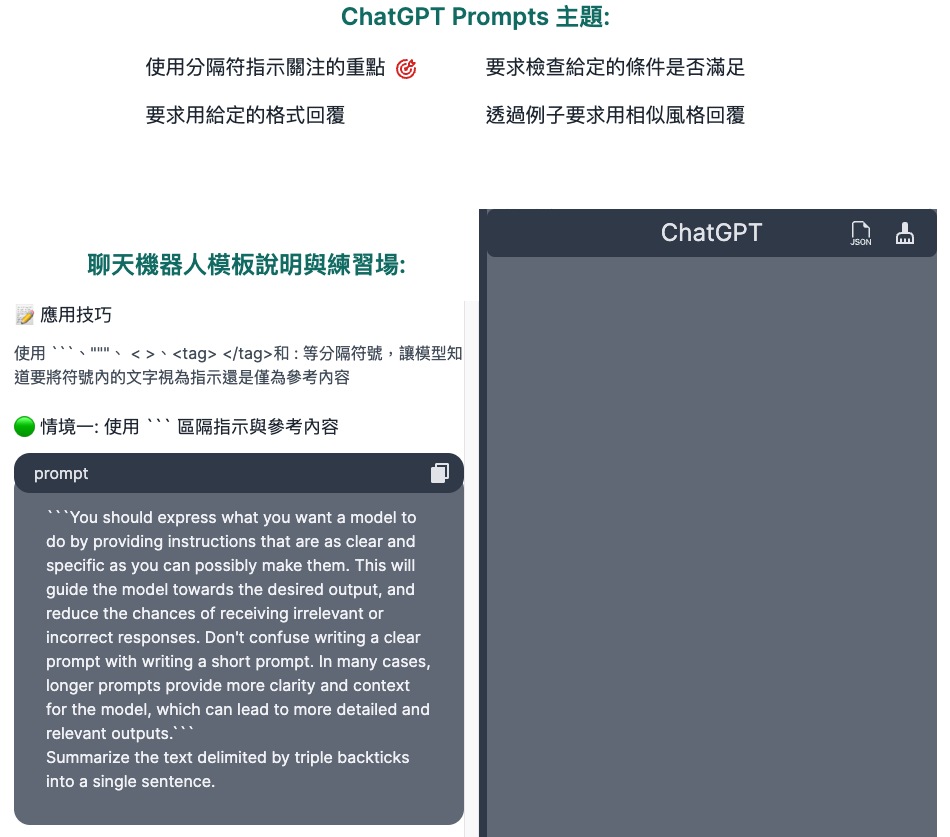 ChatGPT Prompts 主題:
使用分隔符指示關注的重點
要求檢查給定的條件是否滿足
要求用給定的格式回覆
透過例子要求用相似風格回覆
聊天機器人模板說明與練習場:
應用技巧
使用 ```、"""、 < >、<tag> </tag>和 : 等分隔符號，讓模型知
道要將符號內的文字視為指示還是僅為參考內容
情境一: 使用 ``` 區隔指示與參考內容
prompt
```You should express what you want a model to
do by providing instructions that are as clear and
specific as you can possibly make them. This will
guide the model towards the desired output, and
reduce the chances of receiving irrelevant or
incorrect responses. Don't confuse writing a clear
prompt with writing a short prompt. In many cases,
longer prompts provide more clarity and context
for the model, which can lead to more detailed and
relevant outputs.```
Summarize the text delimited by triple backticks
into a single sentence.
ChatGPT
JSON